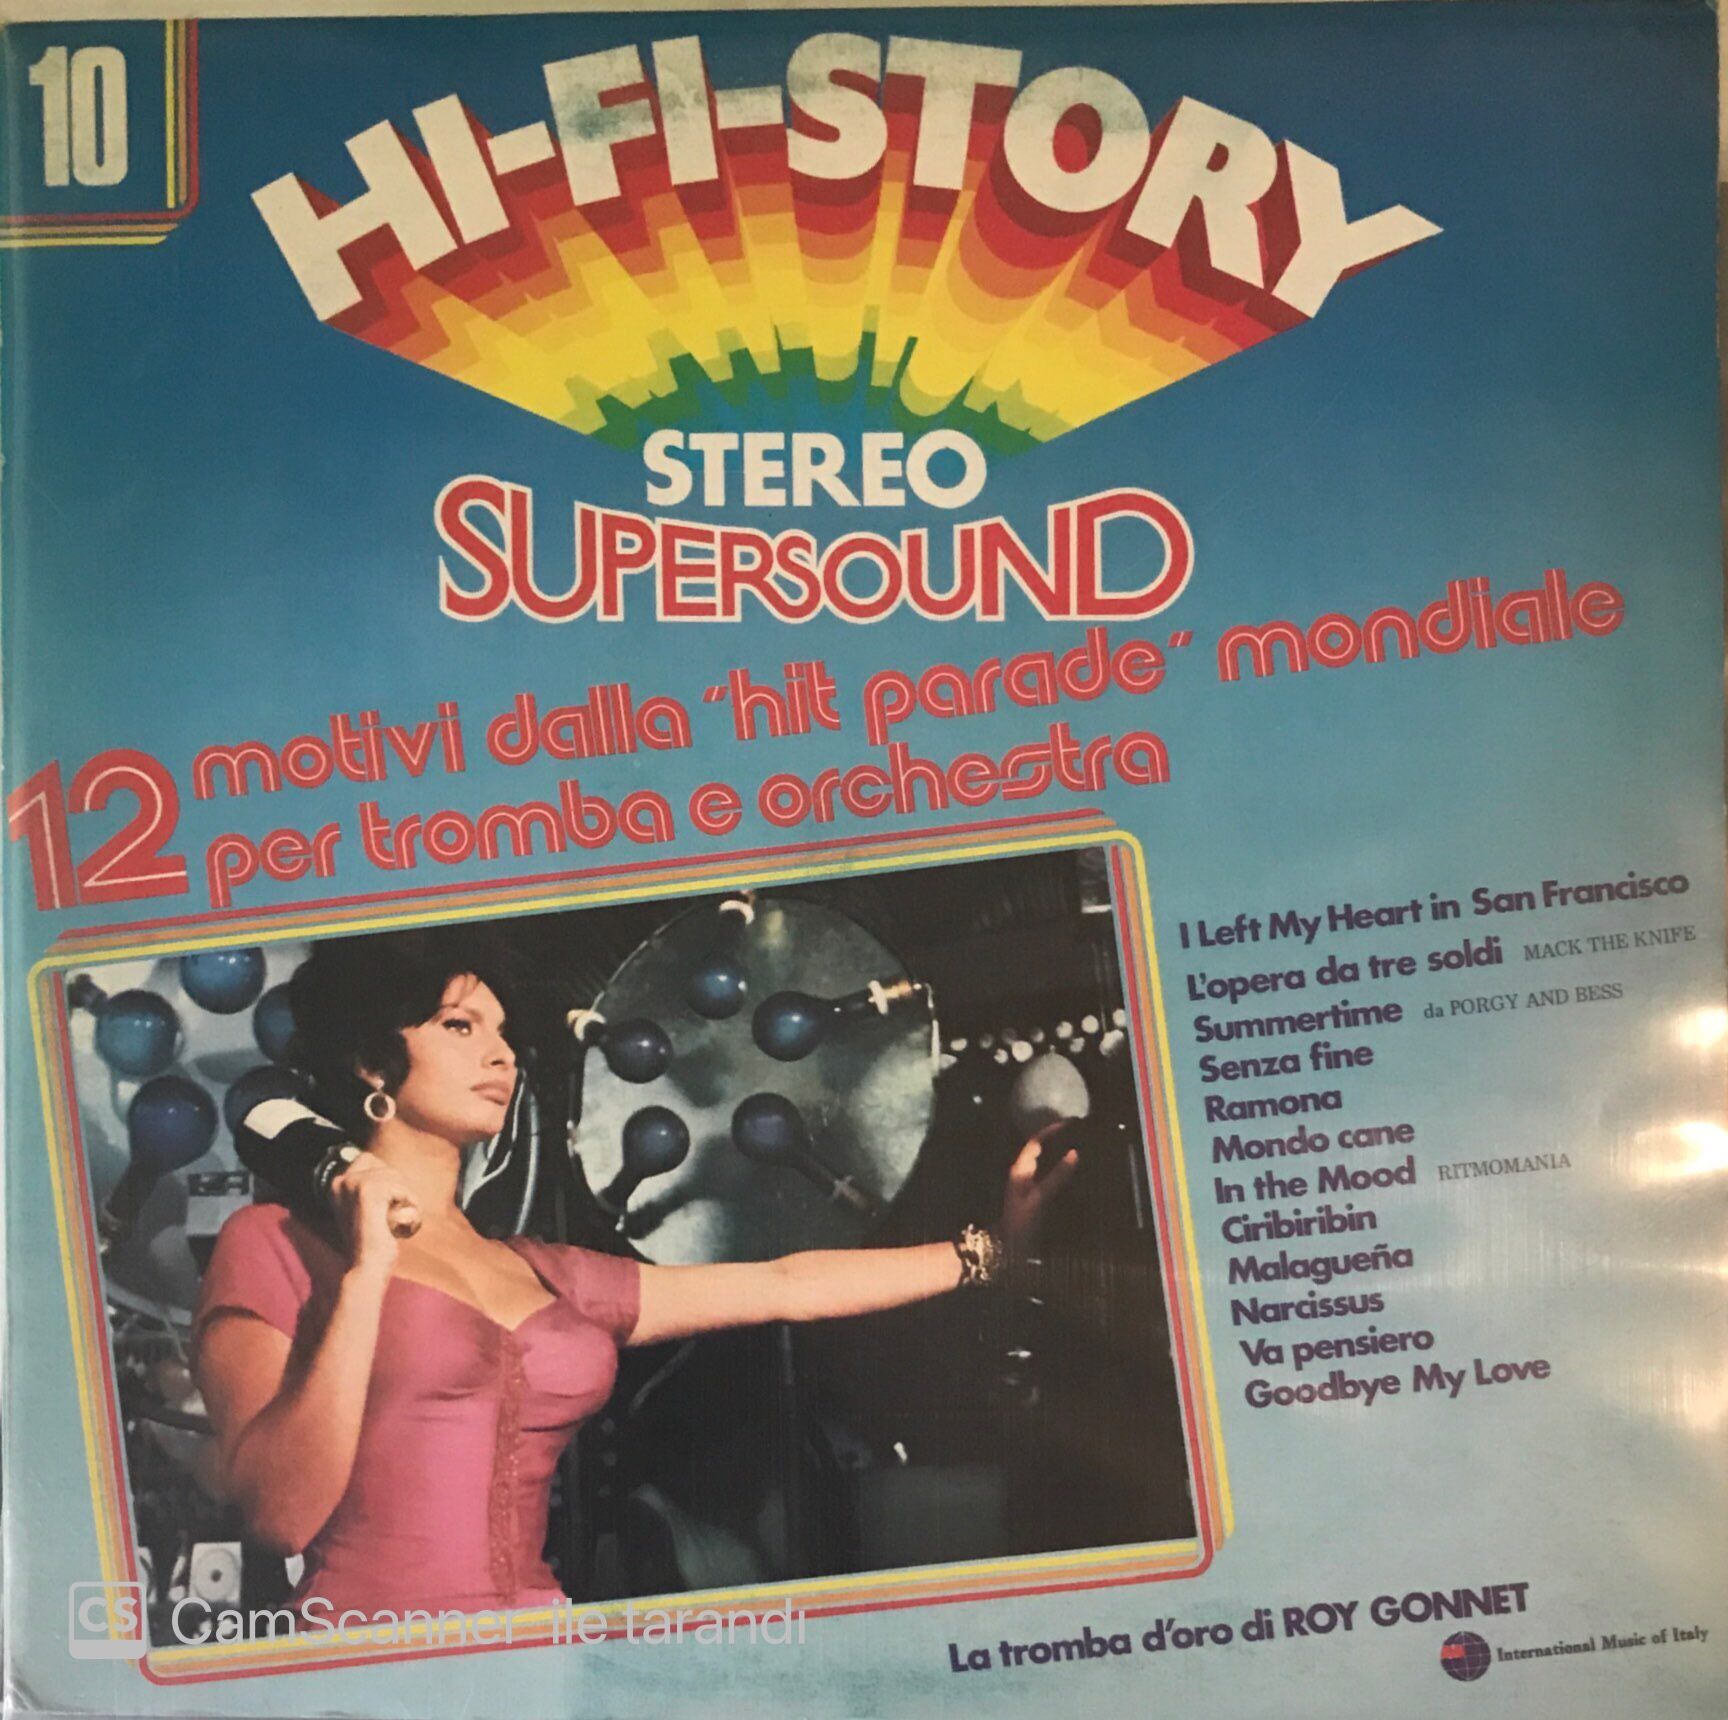 10
HI-FI-STORY
STEREO
SUPERSOUND
12 motivi dalla "hit parade" mondiale
per tromba e orchestra
I Left My Heart in San Francisco
L'opera da tre soldi MACK THE KNIFE
Summertime da PORGY AND BESS
Senza fine
Ramona
Mondo cane
In the Mood RITMOMANIA
Ciribiribin
Malagueña
Narcissus
Va pensiero
Goodbye My Love
La tromba d'oro di ROY GONNET
International Music of Italy
CS CamScanner ile tarandı